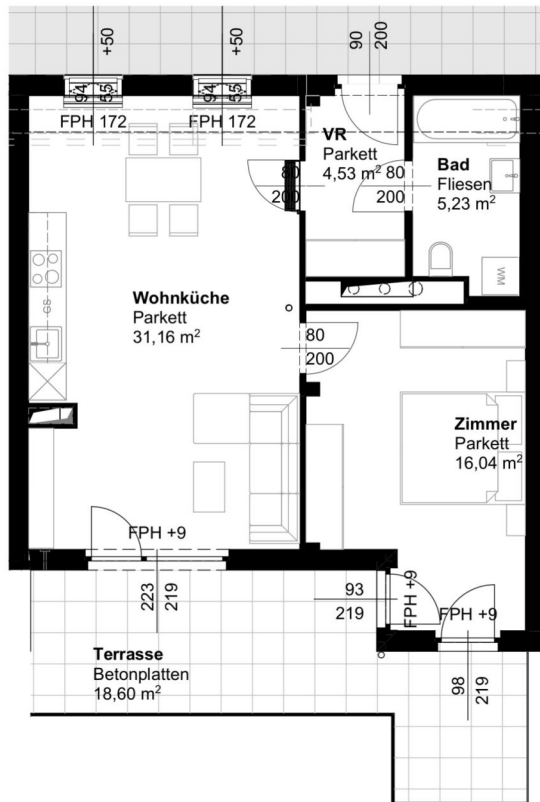 +50
+50
90
200
94
55
94
55
FPH 172
FPH 172
VR
Parkett
4,53 m²
80
200
80
200
Bad
Fliesen
5,23 m²
WM
GS
Wohnküche
Parkett
31,16 m²
80
200
Zimmer
Parkett
16,04 m²
FPH +9
223
219
93
219
FPH +9
FPH +9
98
219
Terrasse
Betonplatten
18,60 m²